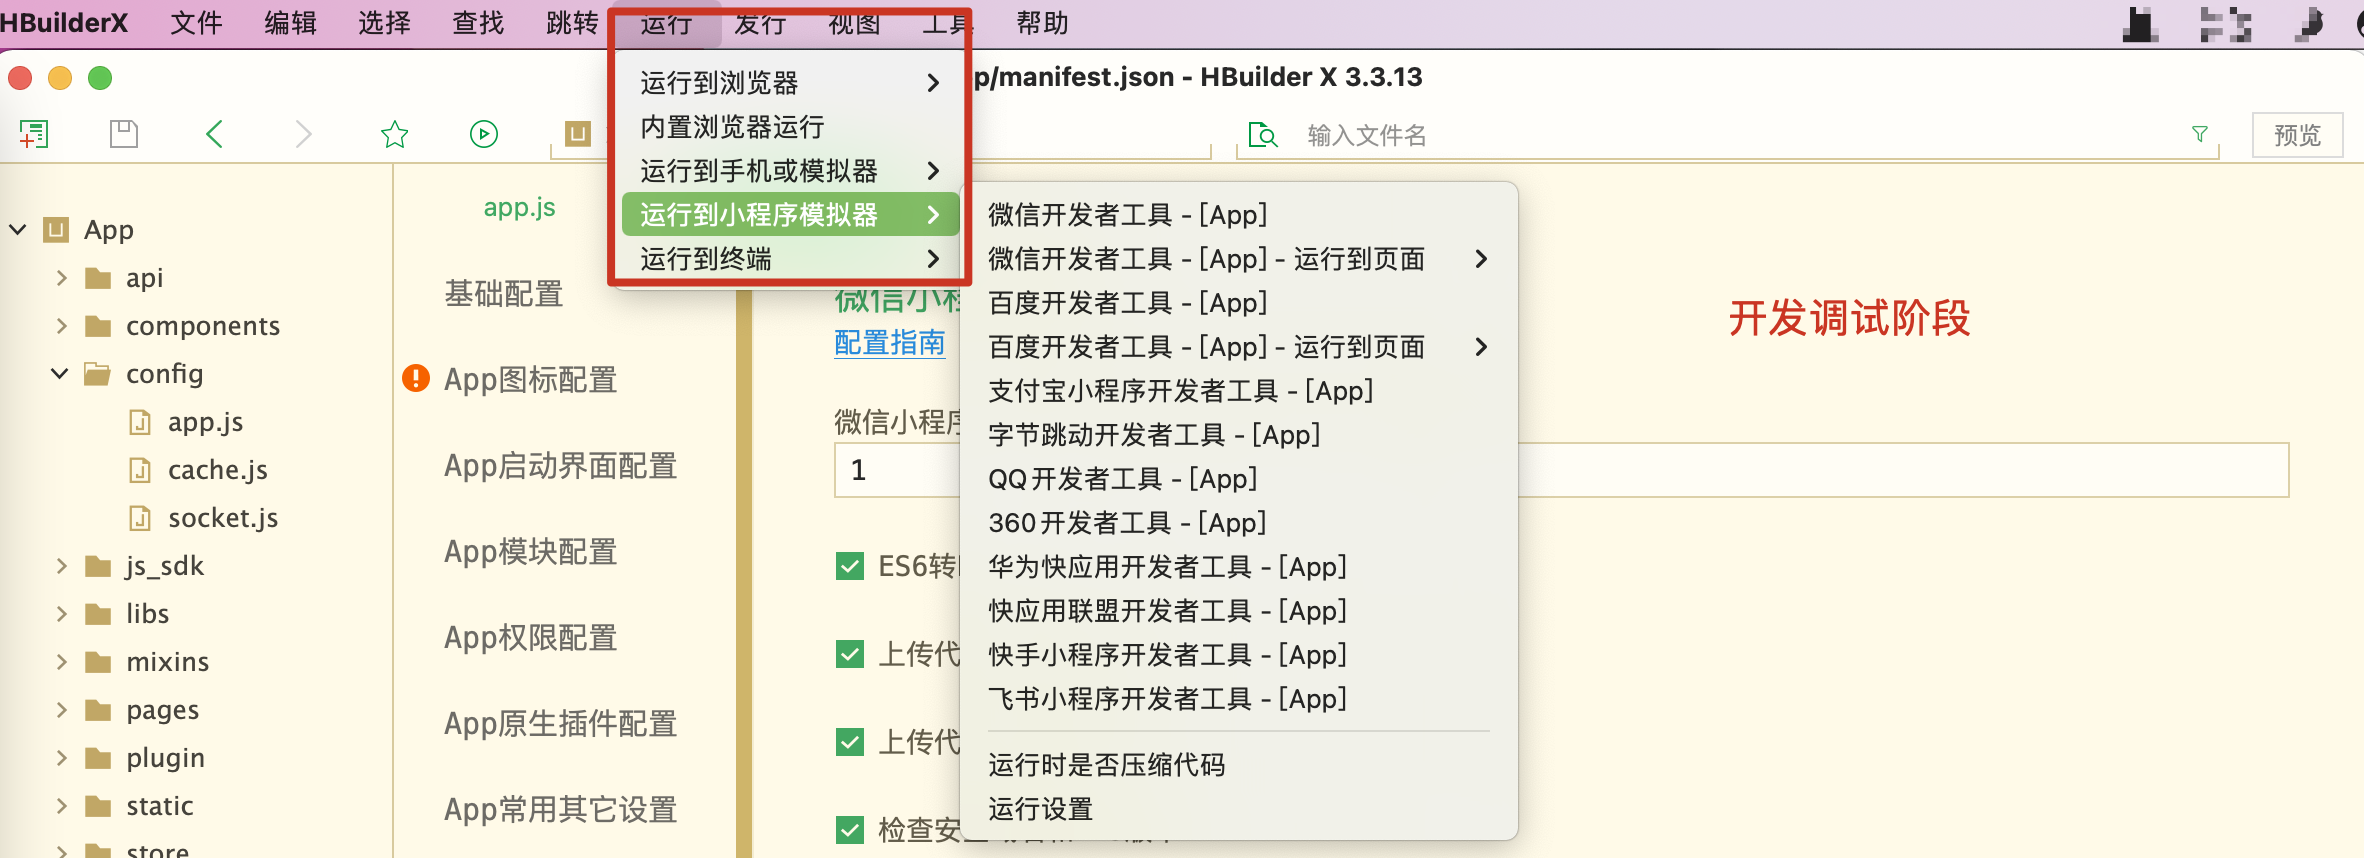 HBuilderX 文件 编辑 选择 查找 跳转 运行 发行 视图 工具 帮助
p/manifest.json - HBuilder X 3.3.13
输入文件名
预览
运行到浏览器
内置浏览器运行
运行到手机或模拟器
运行到小程序模拟器
运行到终端
微信开发者工具 - [App]
微信开发者工具 - [App] - 运行到页面
百度开发者工具 - [App]
百度开发者工具 - [App] - 运行到页面
支付宝小程序开发者工具 - [App]
字节跳动开发者工具 - [App]
QQ开发者工具 - [App]
360开发者工具 - [App]
华为快应用开发者工具 - [App]
快应用联盟开发者工具 - [App]
快手小程序开发者工具 - [App]
飞书小程序开发者工具 - [App]
运行时是否压缩代码
运行设置
App
api
components
config
app.js
cache.js
socket.js
js_sdk
libs
mixins
pages
plugin
static
store
app.js
基础配置
App图标配置
App启动界面配置
App模块配置
App权限配置
App原生插件配置
App常用其它设置
微信小程
配置指南
微信小程序
1
ES6转
上传代
上传代
检查安
开发调试阶段